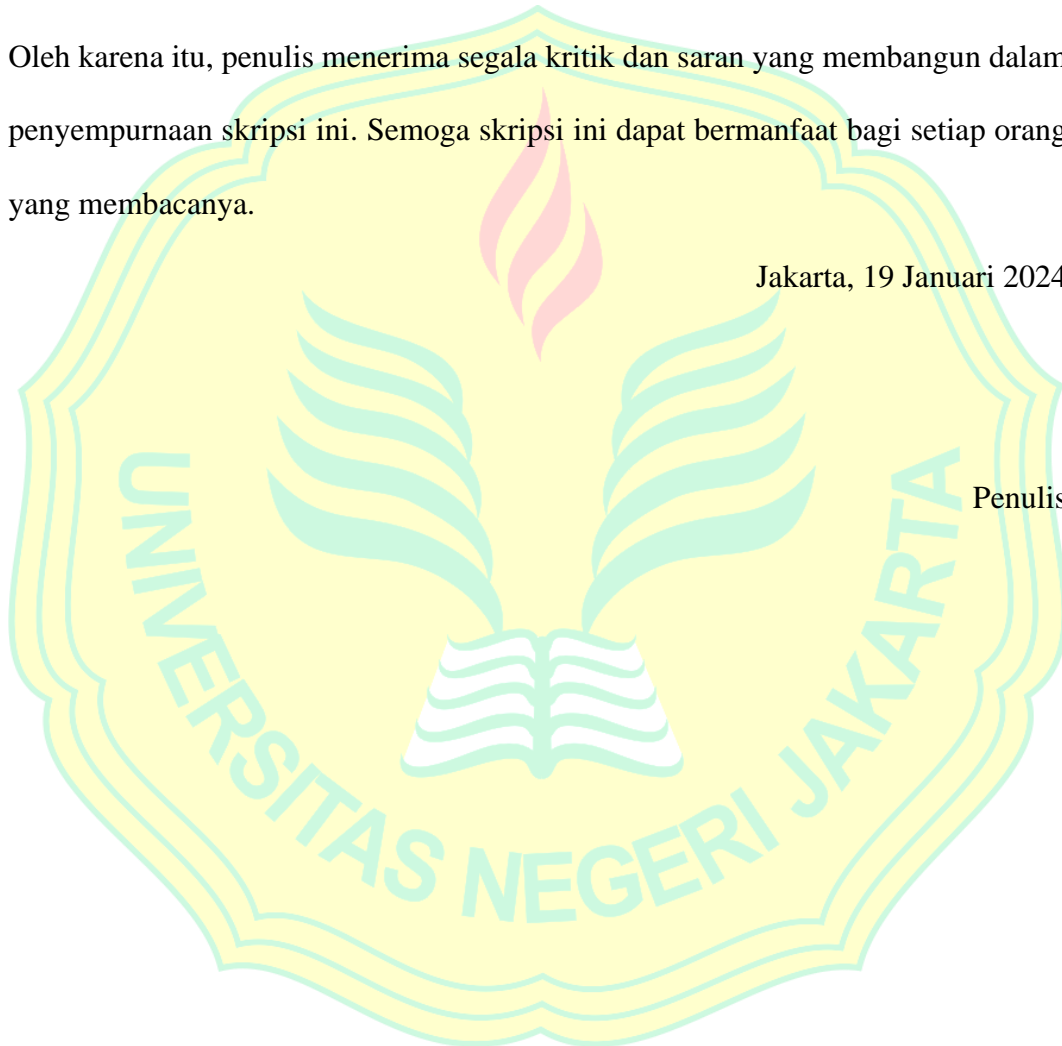 Oleh karena itu, penulis menerima segala kritik dan saran yang membangun dalam
penyempurnaan skripsi ini. Semoga skripsi ini dapat bermanfaat bagi setiap orang
yang membacanya.
Jakarta, 19 Januari 2024
Penulis
UNIVERSITAS NEGERI JAKARTA